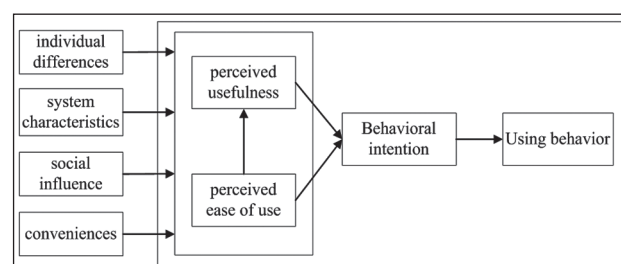 individual
differences
system
characteristics
social
influence
conveniences
perceived
usefulness
perceived
ease of use
Behavioral
intention
Using behavior